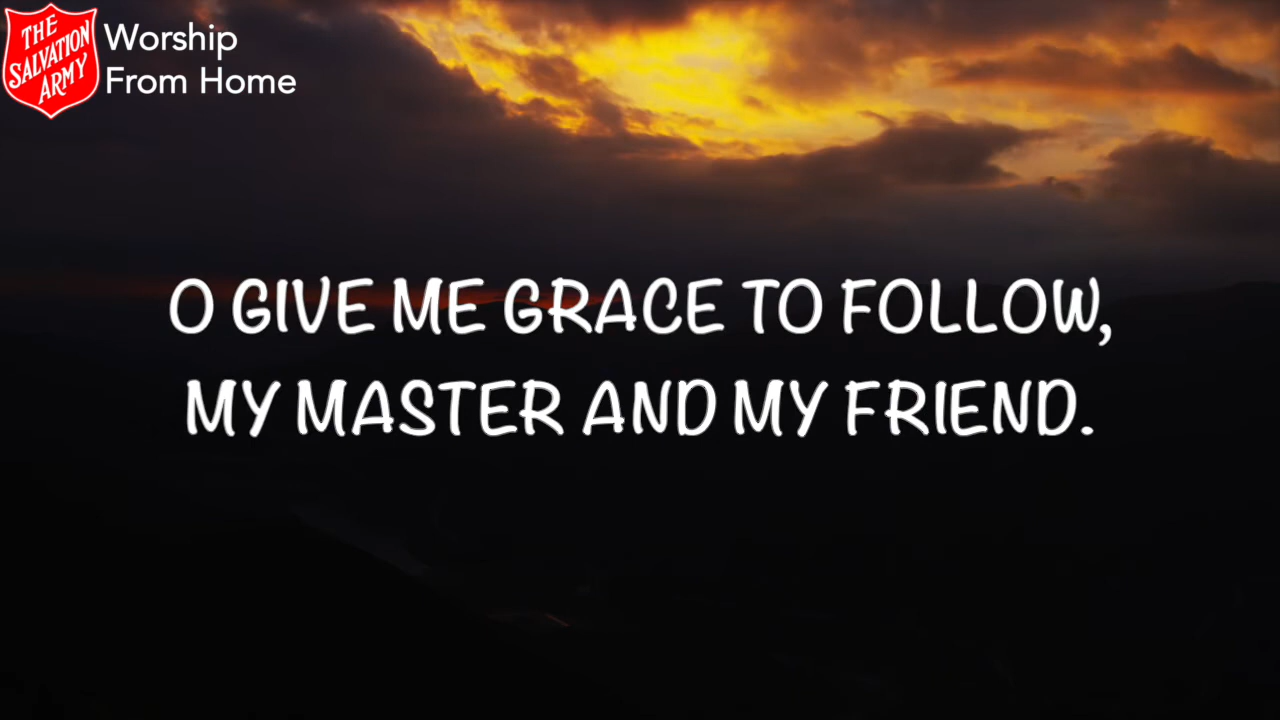 THE
SALVATION
ARMY
Worship
From Home
O GIVE ME GRACE TO FOLLOW,
MY MASTER AND MY FRIEND.